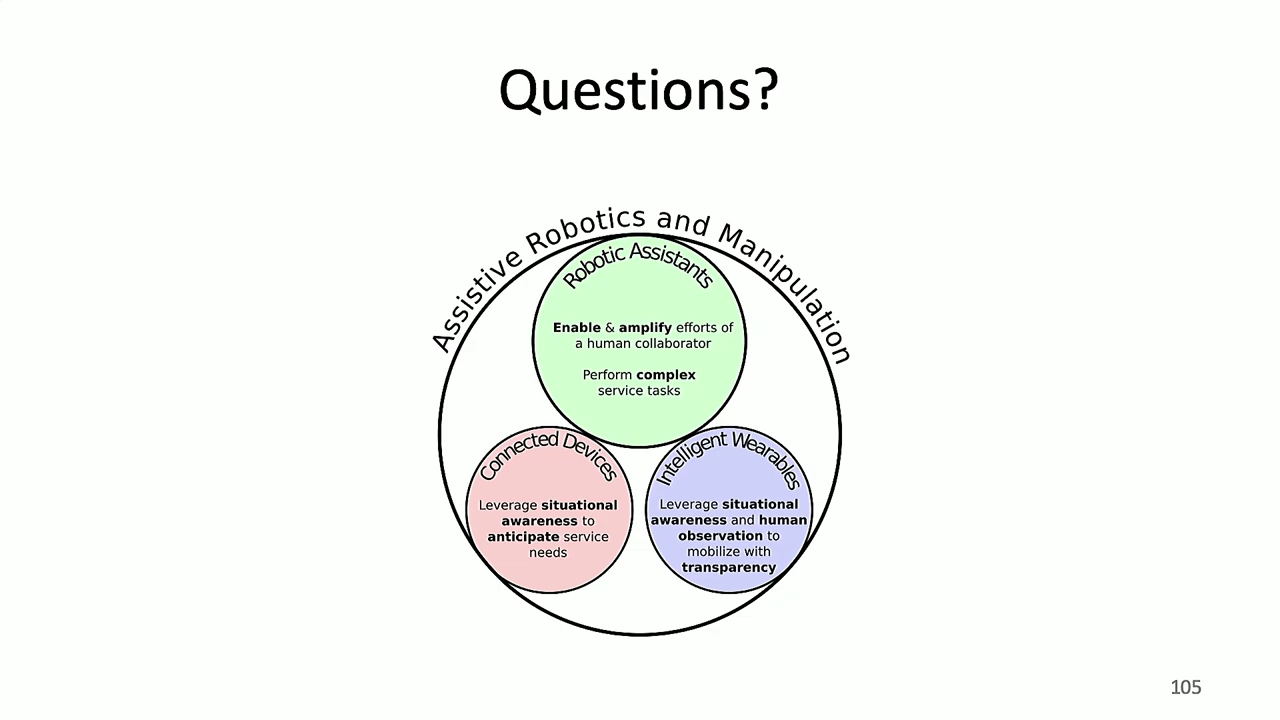 Questions?
Assistive Robotics and Manipulation
Robotic Assistants
Enable & amplify efforts of
a human collaborator
Perform complex
service tasks
Connected Devices
Leverage situational
awareness to
anticipate service
needs
Intelligent Wearables
Leverage situational
awareness and human
observation to
mobilize with
transparency
105